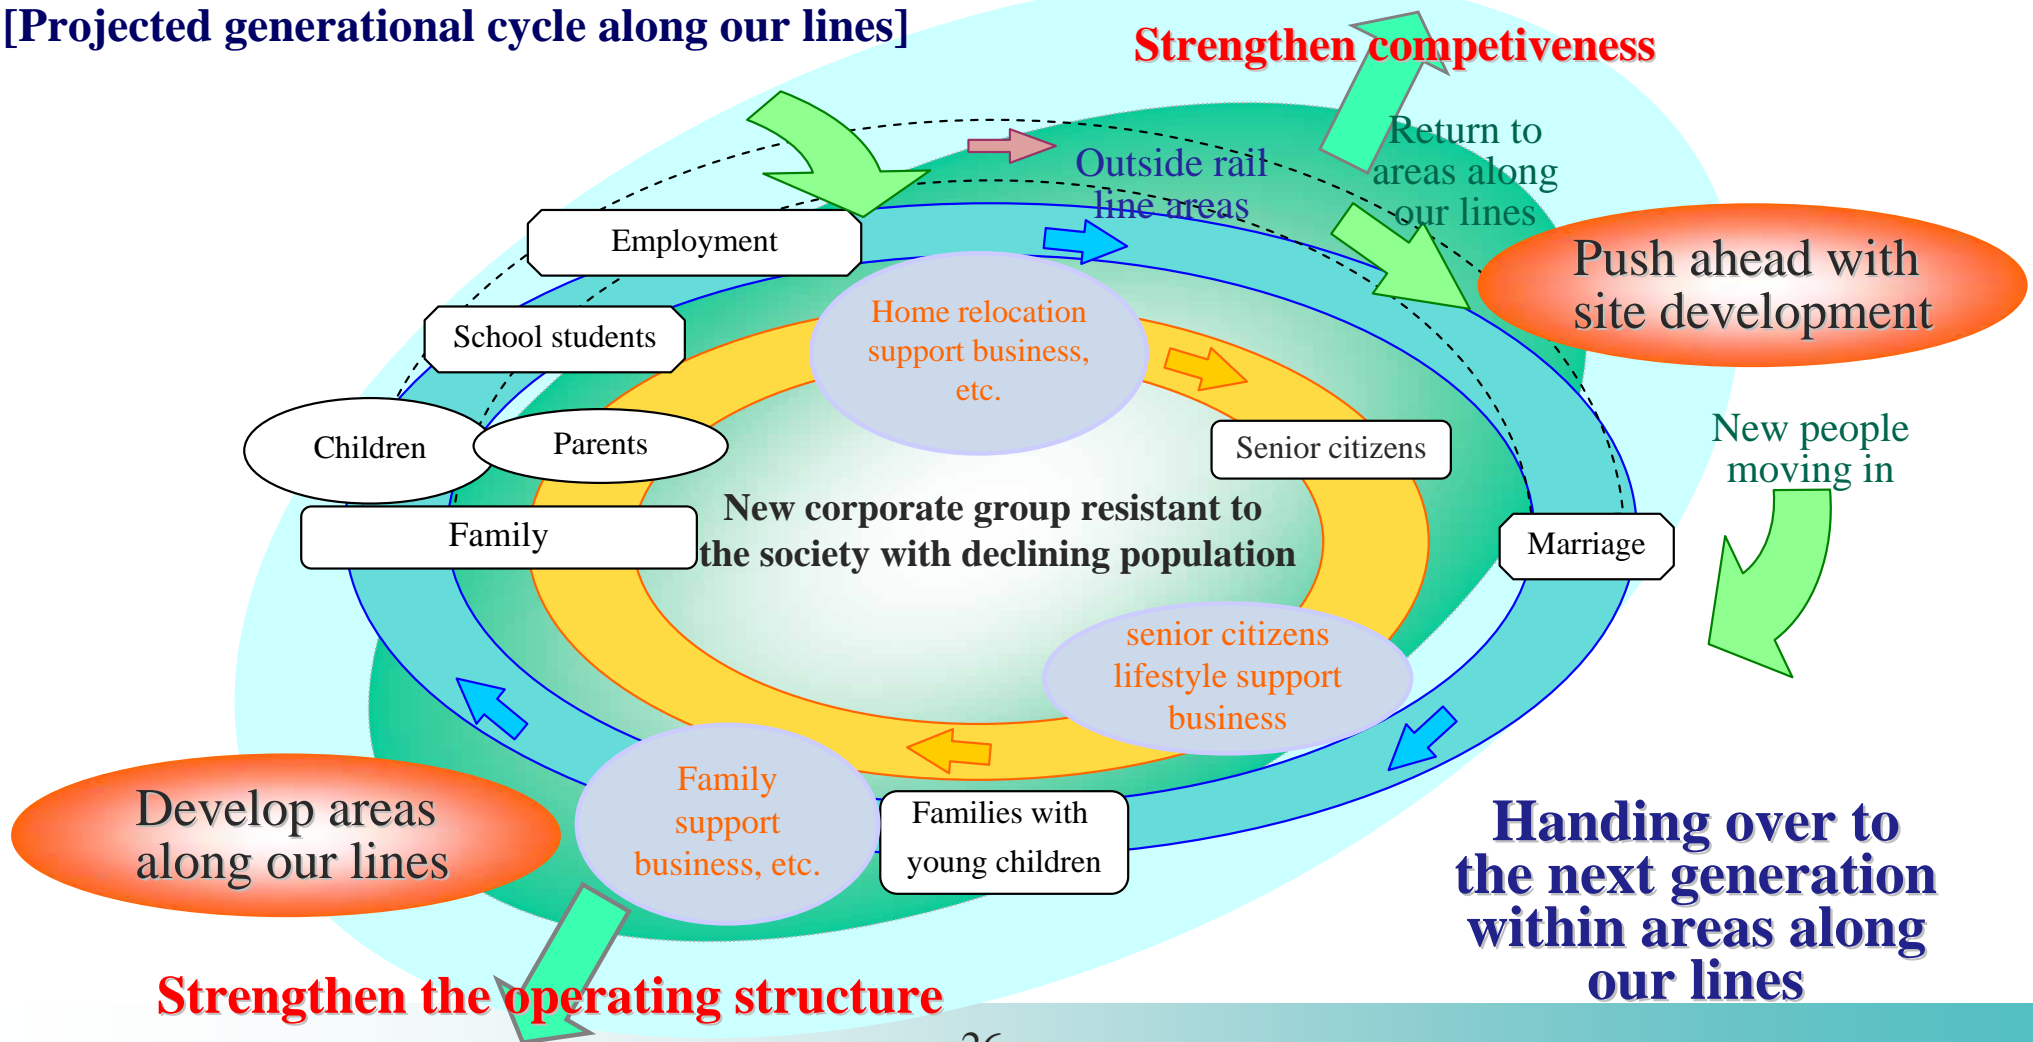 [Projected generational cycle along our lines]
Strengthen competiveness
Return to
areas along
our lines
Outside rail
line areas
Employment
Push ahead with
site development
School students
Home relocation
support business,
etc.
Children
Parents
Senior citizens
New people
moving in
New corporate group resistant to
the society with declining population
Family
Marriage
senior citizens
lifestyle support
business
Family
support
business, etc.
Families with
young children
Develop areas
along our lines
Handing over to
the next generation
within areas along
our lines
Strengthen the operating structure
26